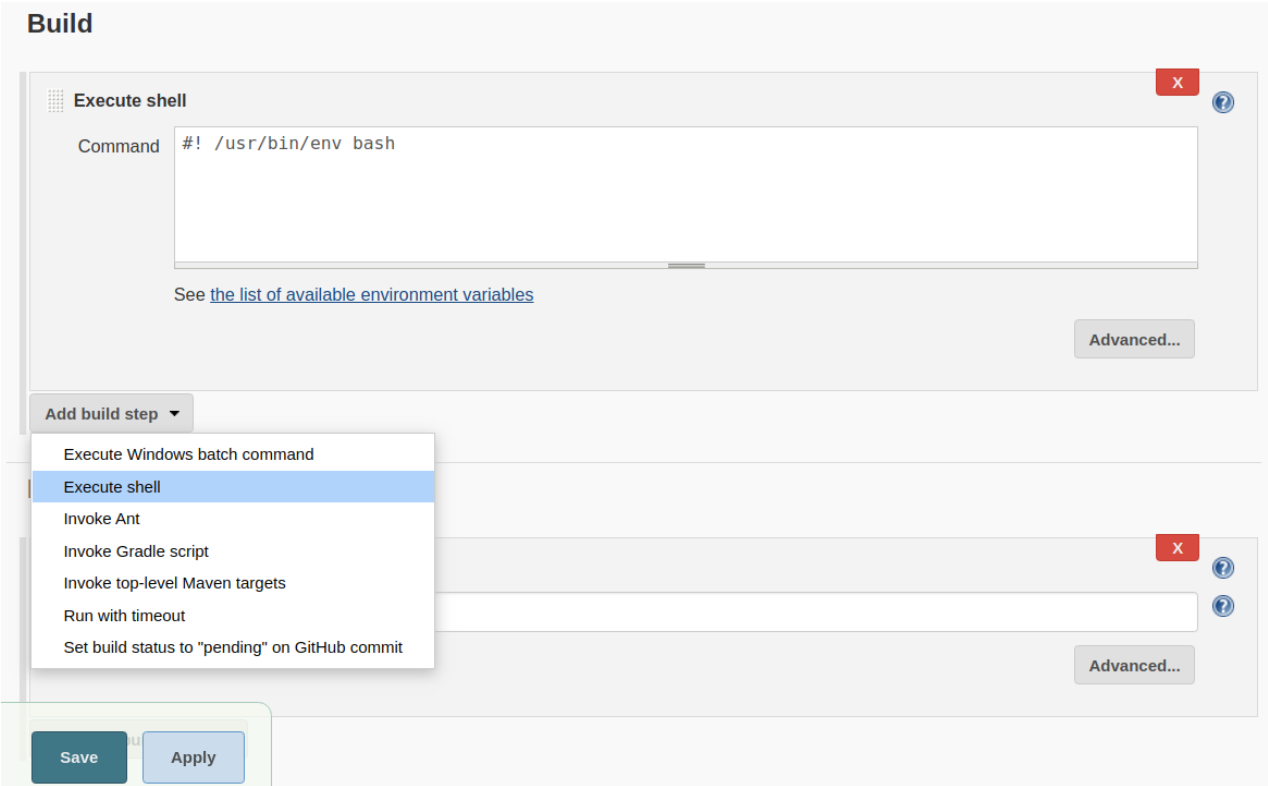 Build
X
Execute shell
Command
#! /usr/bin/env bash
See the list of available environment variables
Advanced...
Add build step
Execute Windows batch command
Execute shell
Invoke Ant
Invoke Gradle script
X
Invoke top-level Maven targets
Run with timeout
Set build status to "pending" on GitHub commit
Advanced...
Save
Apply